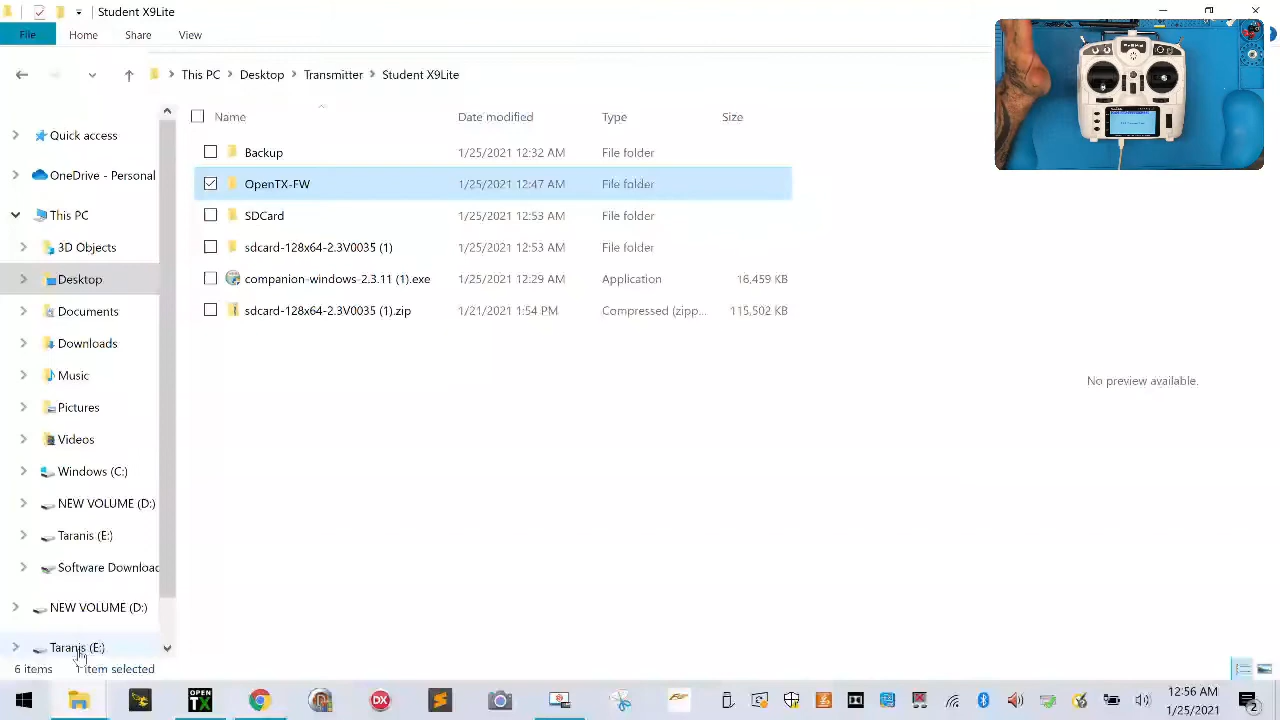 Student X9Lite
File Home Share View
This PC Desktop Transmitter Student X9Lite
Name Date modified Type Size
Quick access
OneDrive - Personal
This PC
3D Objects
Desktop
Documents
Downloads
Music
Pictures
Videos
Windows (C:)
NEW VOLUME (D:)
Taranis (E:)
Software Download
NEW VOLUME (D:)
Taranis (E:)
Backup 1/25/2021 12:32 AM File folder
OpenTX-FW 1/25/2021 12:47 AM File folder
SDCard 1/25/2021 12:53 AM File folder
sdcard-128x64-2.3V0035 (1) 1/25/2021 12:53 AM File folder
companion-windows-2.3.11 (1).exe 1/22/2021 12:29 AM Application 16,459 KB
sdcard-128x64-2.3V0035 (1).zip 1/21/2021 1:54 PM Compressed (zipp... 115,502 KB
No preview available.
6 items 1 item selected
OPEN
TX
DX
12:56 AM
1/25/2021
2